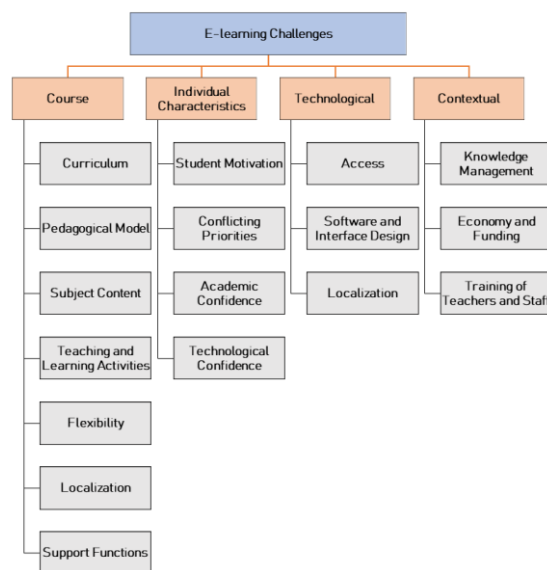 E-learning Challenges
Course
Individual
Characteristics
Technological
Contextual
Curriculum
Pedagogical Model
Subject Content
Teaching and
Learning Activities
Flexibility
Localization
Support Functions
Student Motivation
Conflicting
Priorities
Academic
Confidence
Technological
Confidence
Access
Software and
Interface Design
Localization
Knowledge
Management
Economy and
Funding
Training of
Teachers and Staff